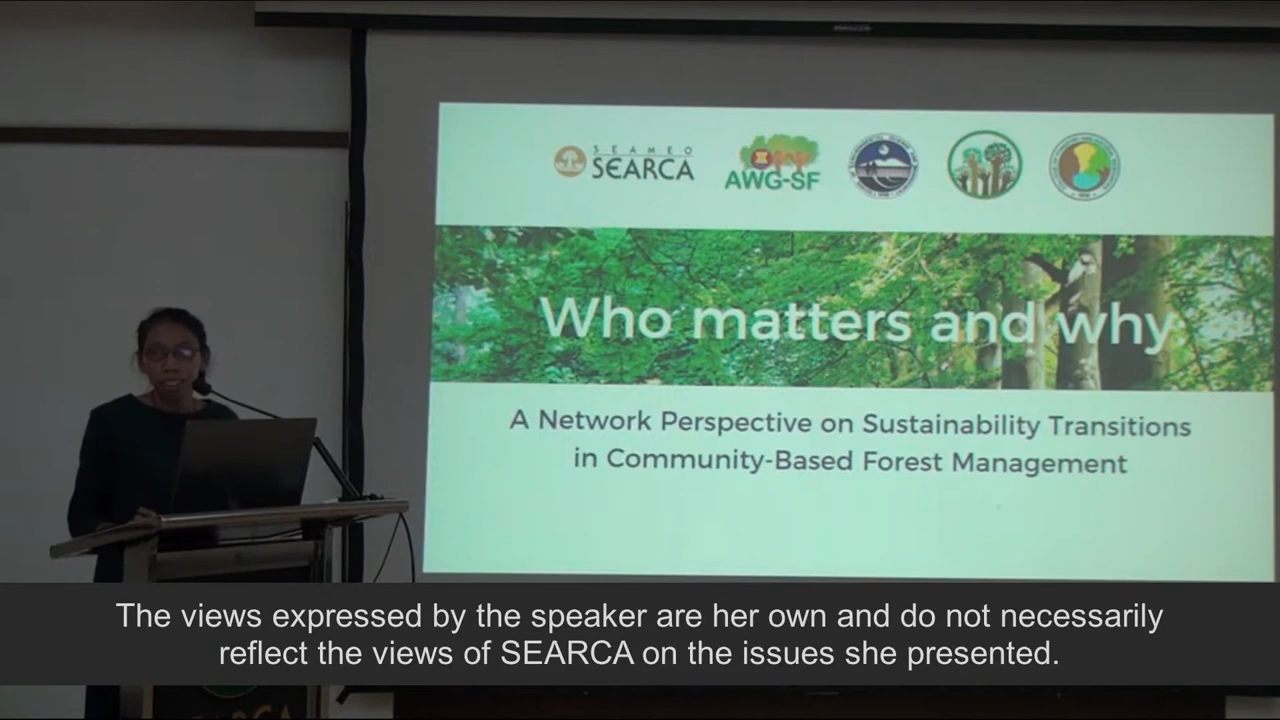 SEAMEO
SEARCA
AWG-SF
Who matters and why
A Network Perspective on Sustainability Transitions
in Community-Based Forest Management
The views expressed by the speaker are her own and do not necessarily
reflect the views of SEARCA on the issues she presented.
SEARCA